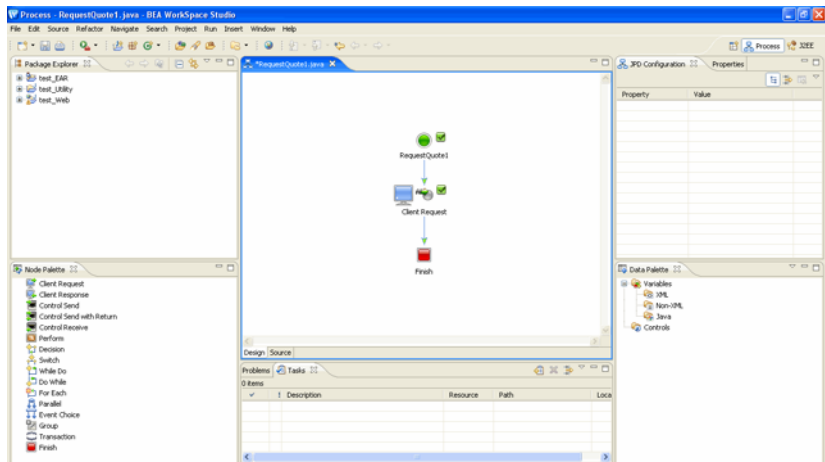 Process - RequestQuote1.java - BEA WorkSpace Studio
File Edit Source Refactor Navigate Search Project Run Insert Window Help
Process J2EE
Package Explorer
test_EAR
test_Utility
test_Web
*RequestQuote1.java
RequestQuote1
Client Request
Finish
Design Source
JPD Configuration Properties
Property Value
Node Palette
Client Request
Client Response
Control Send
Control Send with Return
Control Receive
Perform
Decision
Switch
While Do
Do While
For Each
Parallel
Event Choice
Group
Transaction
Finish
Problems Tasks
0 items
! Description Resource Path Loca
Data Palette
Variables
XML
Non-XML
Java
Controls